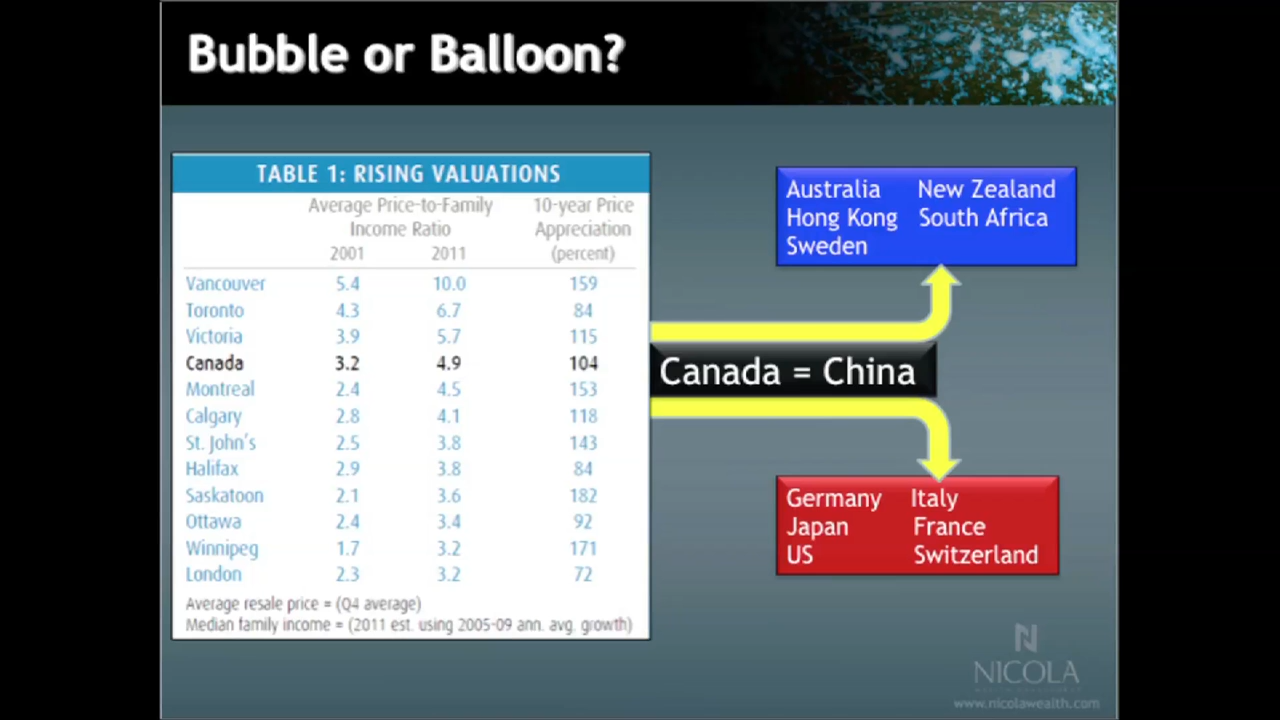 Bubble or Balloon?
TABLE 1: RISING VALUATIONS
Average Price-to-Family 10-year Price
Income Ratio Appreciation
2001 2011 (percent)
Vancouver 5.4 10.0 159
Toronto 4.3 6.7 84
Victoria 3.9 5.7 115
Canada 3.2 4.9 104
Montreal 2.4 4.5 153
Calgary 2.8 4.1 118
St. John's 2.5 3.8 143
Halifax 2.9 3.8 84
Saskatoon 2.1 3.6 182
Ottawa 2.4 3.4 92
Winnipeg 1.7 3.2 171
London 2.3 3.2 72
Average resale price = (Q4 average)
Median family income = (2011 est. using 2005-09 ann. avg. growth)
Australia New Zealand
Hong Kong South Africa
Sweden
Canada = China
Germany Italy
Japan France
US Switzerland
NICOLA
www.nicolawealth.com